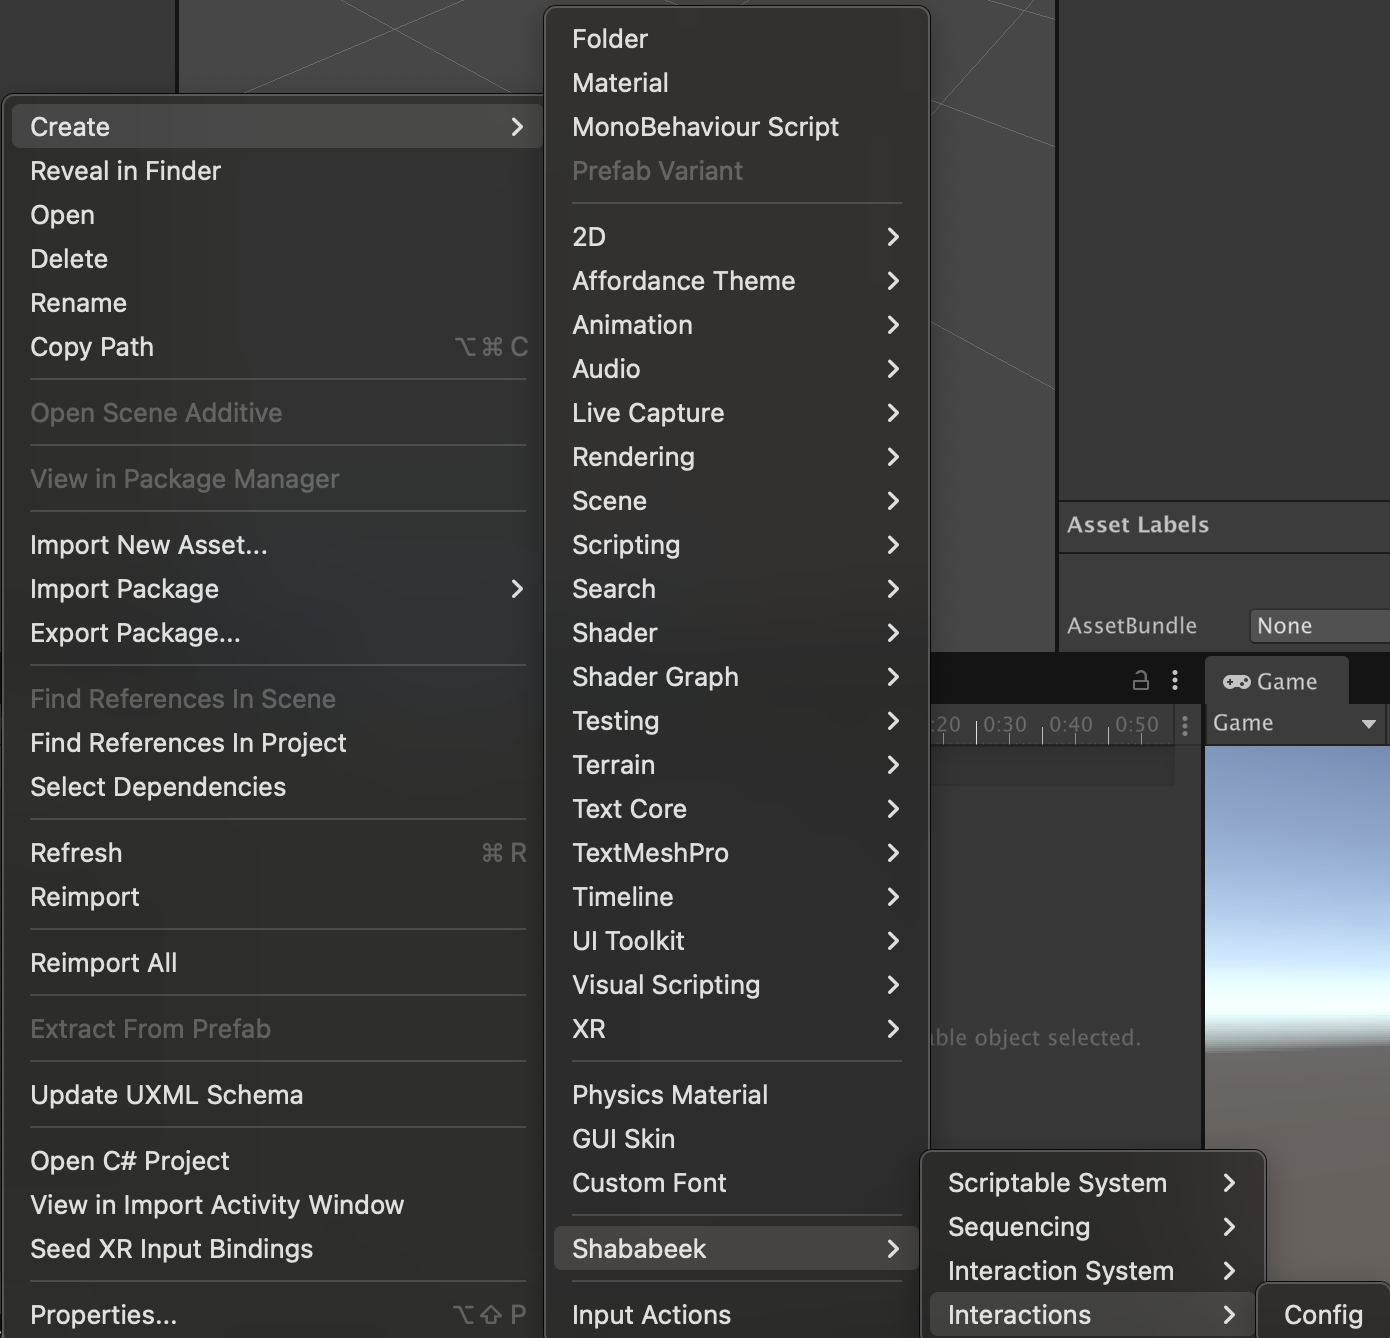 Create
Reveal in Finder
Open
Delete
Rename
Copy Path ⌥⌘ C
Open Scene Additive
View in Package Manager
Import New Asset...
Import Package
Export Package...
Find References In Scene
Find References In Project
Select Dependencies
Refresh ⌘ R
Reimport
Reimport All
Extract From Prefab
Update UXML Schema
Open C# Project
View in Import Activity Window
Seed XR Input Bindings
Properties... ⌥⇧ P
Folder
Material
MonoBehaviour Script
Prefab Variant
2D
Affordance Theme
Animation
Audio
Live Capture
Rendering
Scene
Scripting
Search
Shader
Shader Graph
Testing
Terrain
Text Core
TextMeshPro
Timeline
UI Toolkit
Visual Scripting
XR
Physics Material
GUI Skin
Custom Font
Shababeek
Input Actions
Scriptable System
Sequencing
Interaction System
Interactions
Config
Asset Labels
AssetBundle None
Game
Game
:20 0:30 0:40 0:50
object selected.